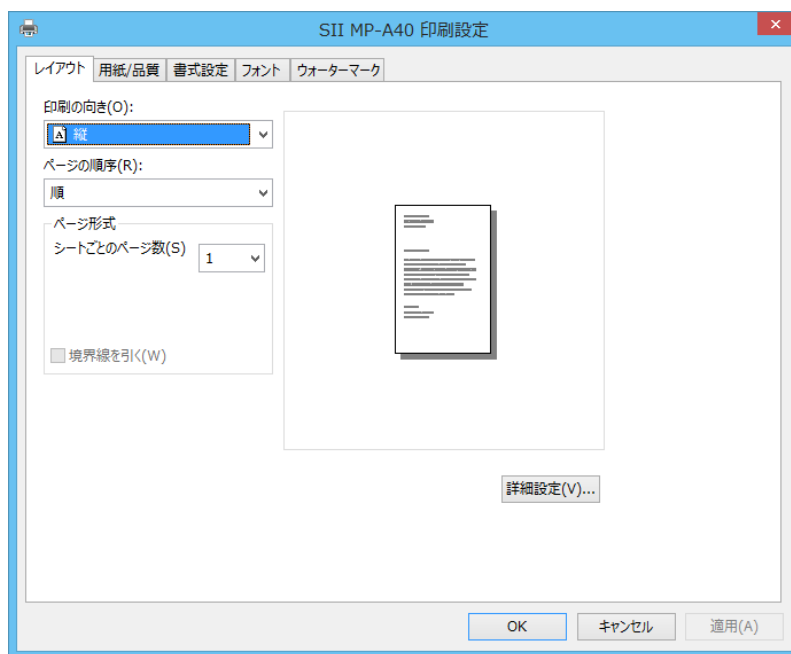 SII MP-A40 印刷設定
レイアウト 用紙/品質 書式設定 フォント ウォーターマーク
印刷の向き(O):
A 縦
ページの順序(R):
順
ページ形式
シートごとのページ数(S) 1
境界線を引く(W)
詳細設定(V)...
OK キャンセル 適用(A)